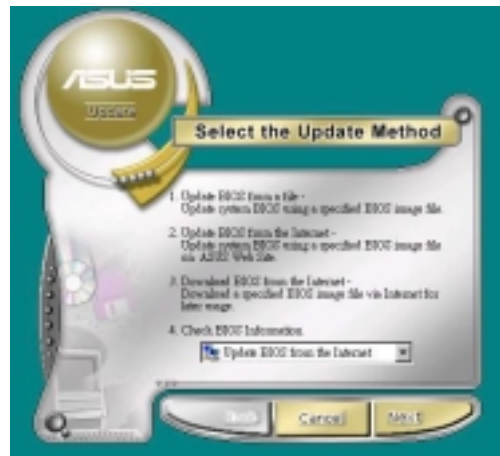 ASUS
Update
Select the Update Method
1. Update BIOS from a file -
Update system BIOS using a specified BIOS image file.
2. Update BIOS from the Internet -
Update system BIOS using a specified BIOS image file
via ASUS Web Site.
3. Download BIOS from the Internet -
Download a specified BIOS image file via Internet for
later usage.
4. Check BIOS Information
Update BIOS from the Internet
Back
Cancel
Next